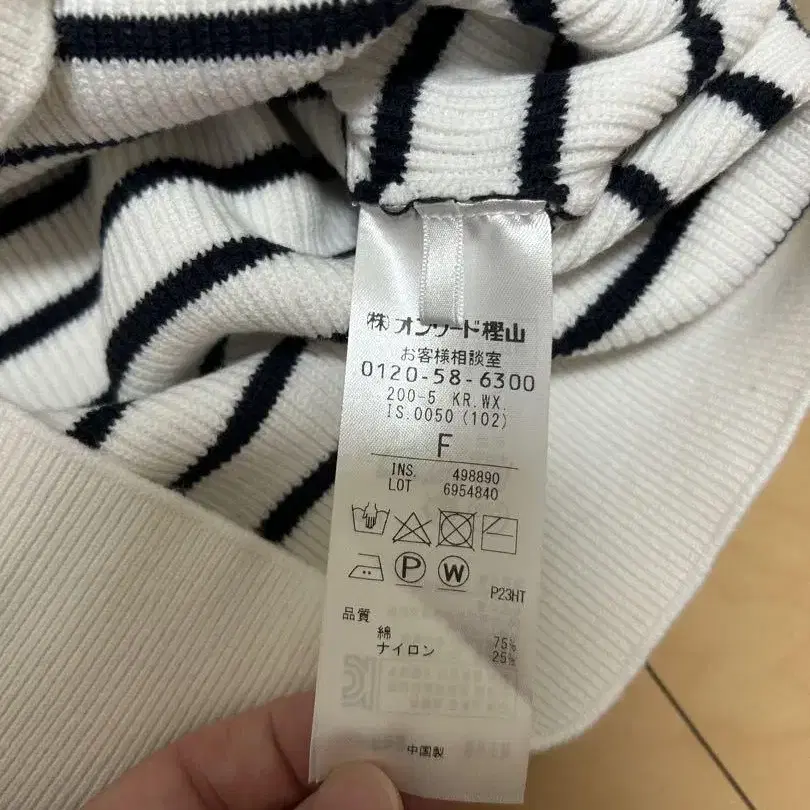 ㈱オンワード樫山
お客様相談室
0120-58-6300
200-5 KR.WX.
IS.0050(102)
F
INS. 498890
LOT 6954840
P W
P23HT
品質
綿 75%
ナイロン 25%
中国製